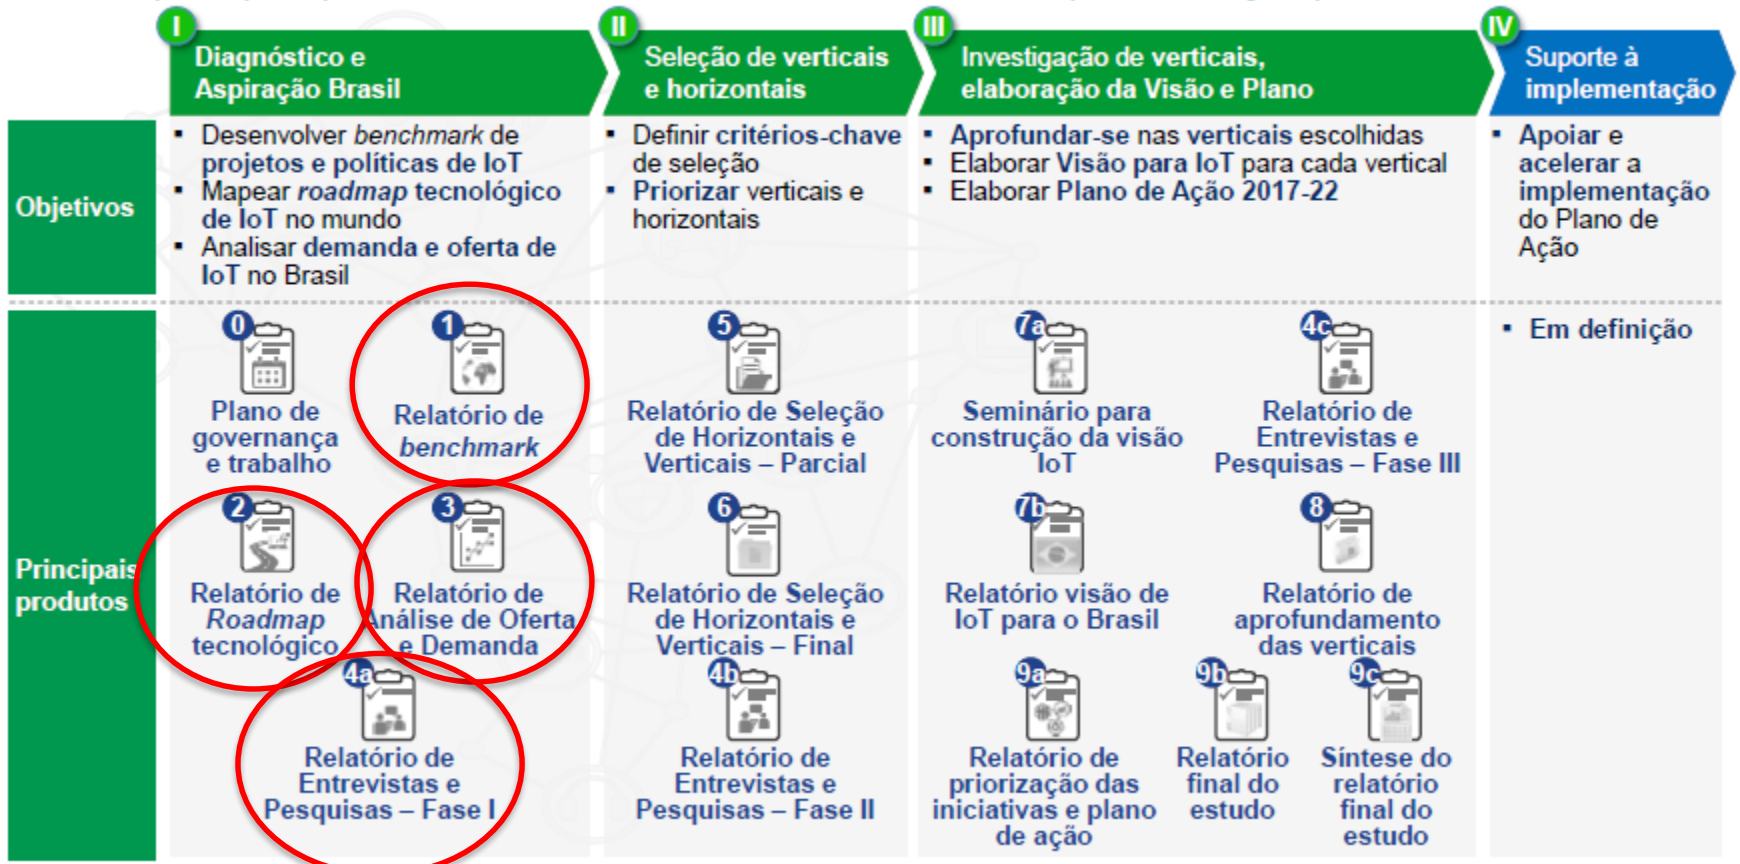 I
Diagnóstico e
Aspiração Brasil
II
Seleção de verticais
e horizontais
III
Investigação de verticais,
elaboração da Visão e Plano
IV
Suporte à
implementação
Objetivos
▪ Desenvolver benchmark de
projetos e políticas de IoT
▪ Mapear roadmap tecnológico
de IoT no mundo
▪ Analisar demanda e oferta de
IoT no Brasil
▪ Definir critérios-chave
de seleção
▪ Priorizar verticais e
horizontais
▪ Aprofundar-se nas verticais escolhidas
▪ Elaborar Visão para IoT para cada vertical
▪ Elaborar Plano de Ação 2017-22
▪ Apoiar e
acelerar a
implementação
do Plano de
Ação
Principais
produtos
0
Plano de
governança
e trabalho
1
Relatório de
benchmark
2
Relatório de
Roadmap
tecnológico
3
Relatório de
Análise de Oferta
e Demanda
4a
Relatório de
Entrevistas e
Pesquisas – Fase I
5
Relatório de Seleção
de Horizontais e
Verticais – Parcial
6
Relatório de Seleção
de Horizontais e
Verticais – Final
4b
Relatório de
Entrevistas e
Pesquisas – Fase II
7a
Seminário para
construção da visão
IoT
4c
Relatório de
Entrevistas e
Pesquisas – Fase III
7b
Relatório visão de
IoT para o Brasil
8
Relatório de
aprofundamento
das verticais
9a
Relatório de
priorização das
iniciativas e plano
de ação
9b
Relatório
final do
estudo
9c
Síntese do
relatório
final do
estudo
▪ Em definição